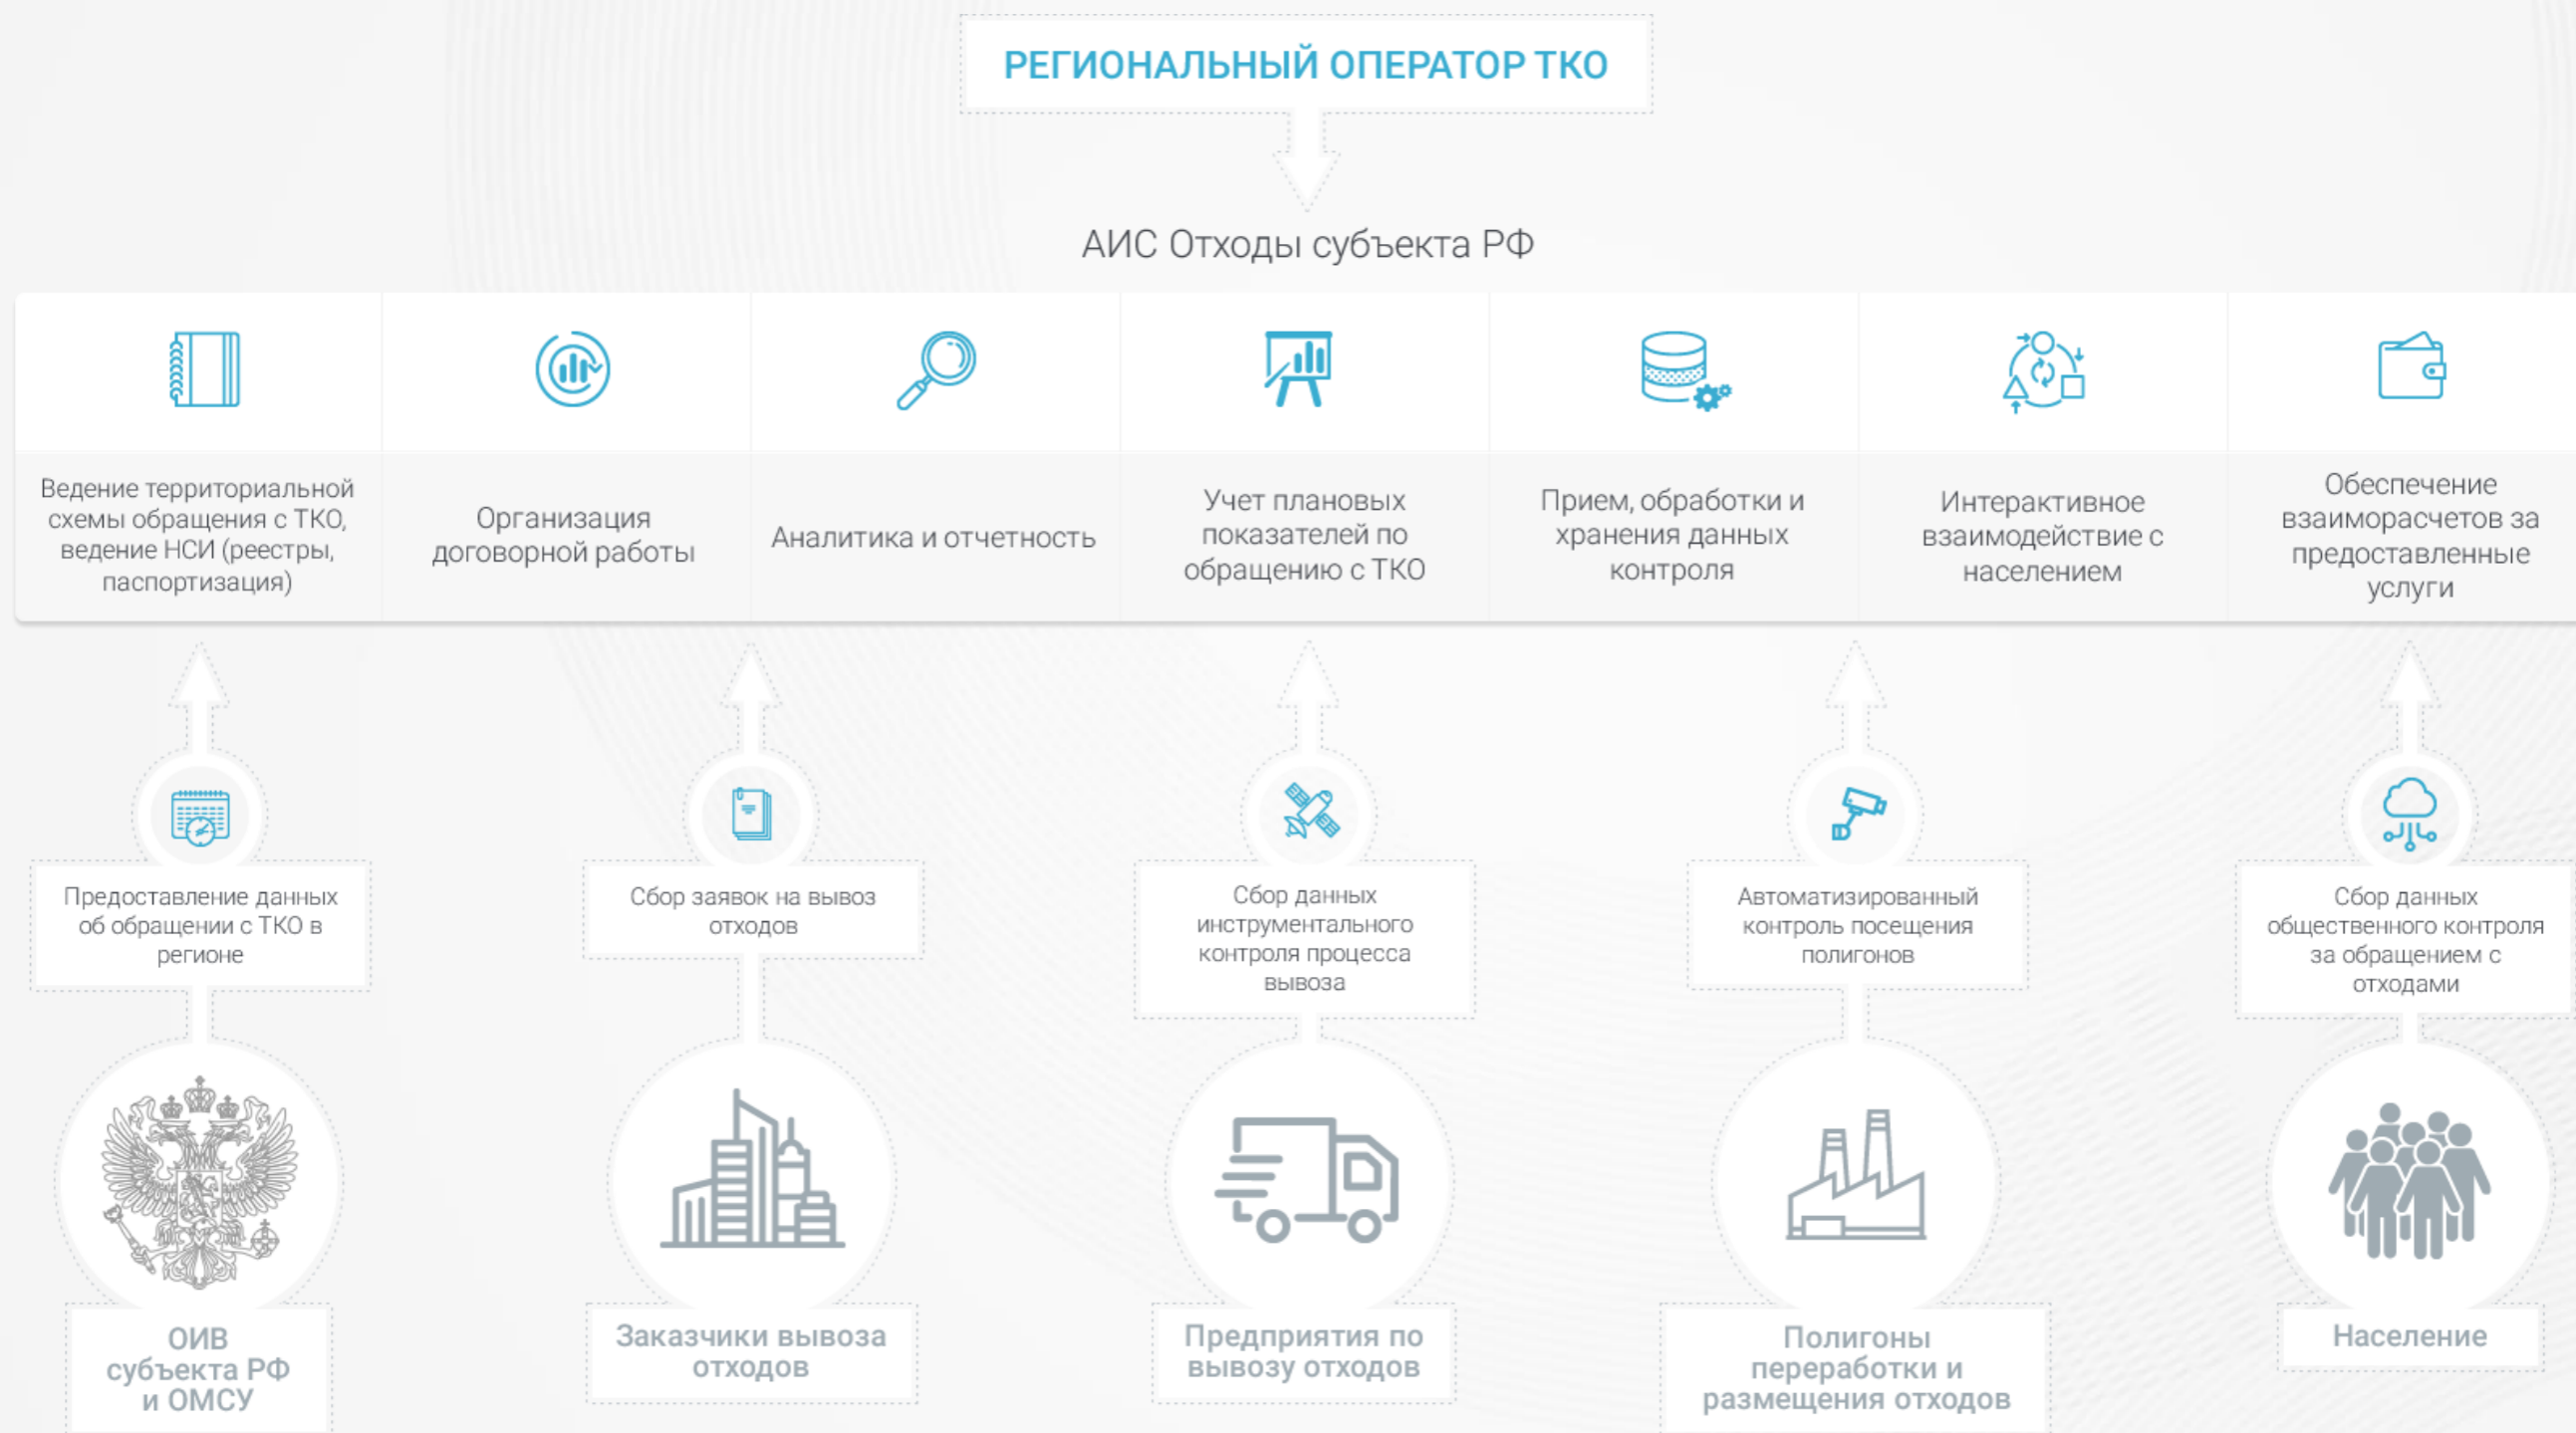 РЕГИОНАЛЬНЫЙ ОПЕРАТОР ТКО
АИС Отходы субъекта РФ
Ведение территориальной
схемы обращения с ТКО,
ведение НСИ (реестры,
паспортизация)
Организация
договорной работы
Аналитика и отчетность
Учет плановых
показателей по
обращению с ТКО
Прием, обработки и
хранения данных
контроля
Интерактивное
взаимодействие с
населением
Обеспечение
взаиморасчетов за
предоставленные
услуги
Предоставление данных
об обращении с ТКО в
регионе
Сбор заявок на вывоз
отходов
Сбор данных
инструментального
контроля процесса
вывоза
Автоматизированный
контроль посещения
полигонов
Сбор данных
общественного контроля
за обращением с
отходами
ОИВ
субъекта РФ
и ОМСУ
Заказчики вывоза
отходов
Предприятия по
вывозу отходов
Полигоны
переработки и
размещения отходов
Население